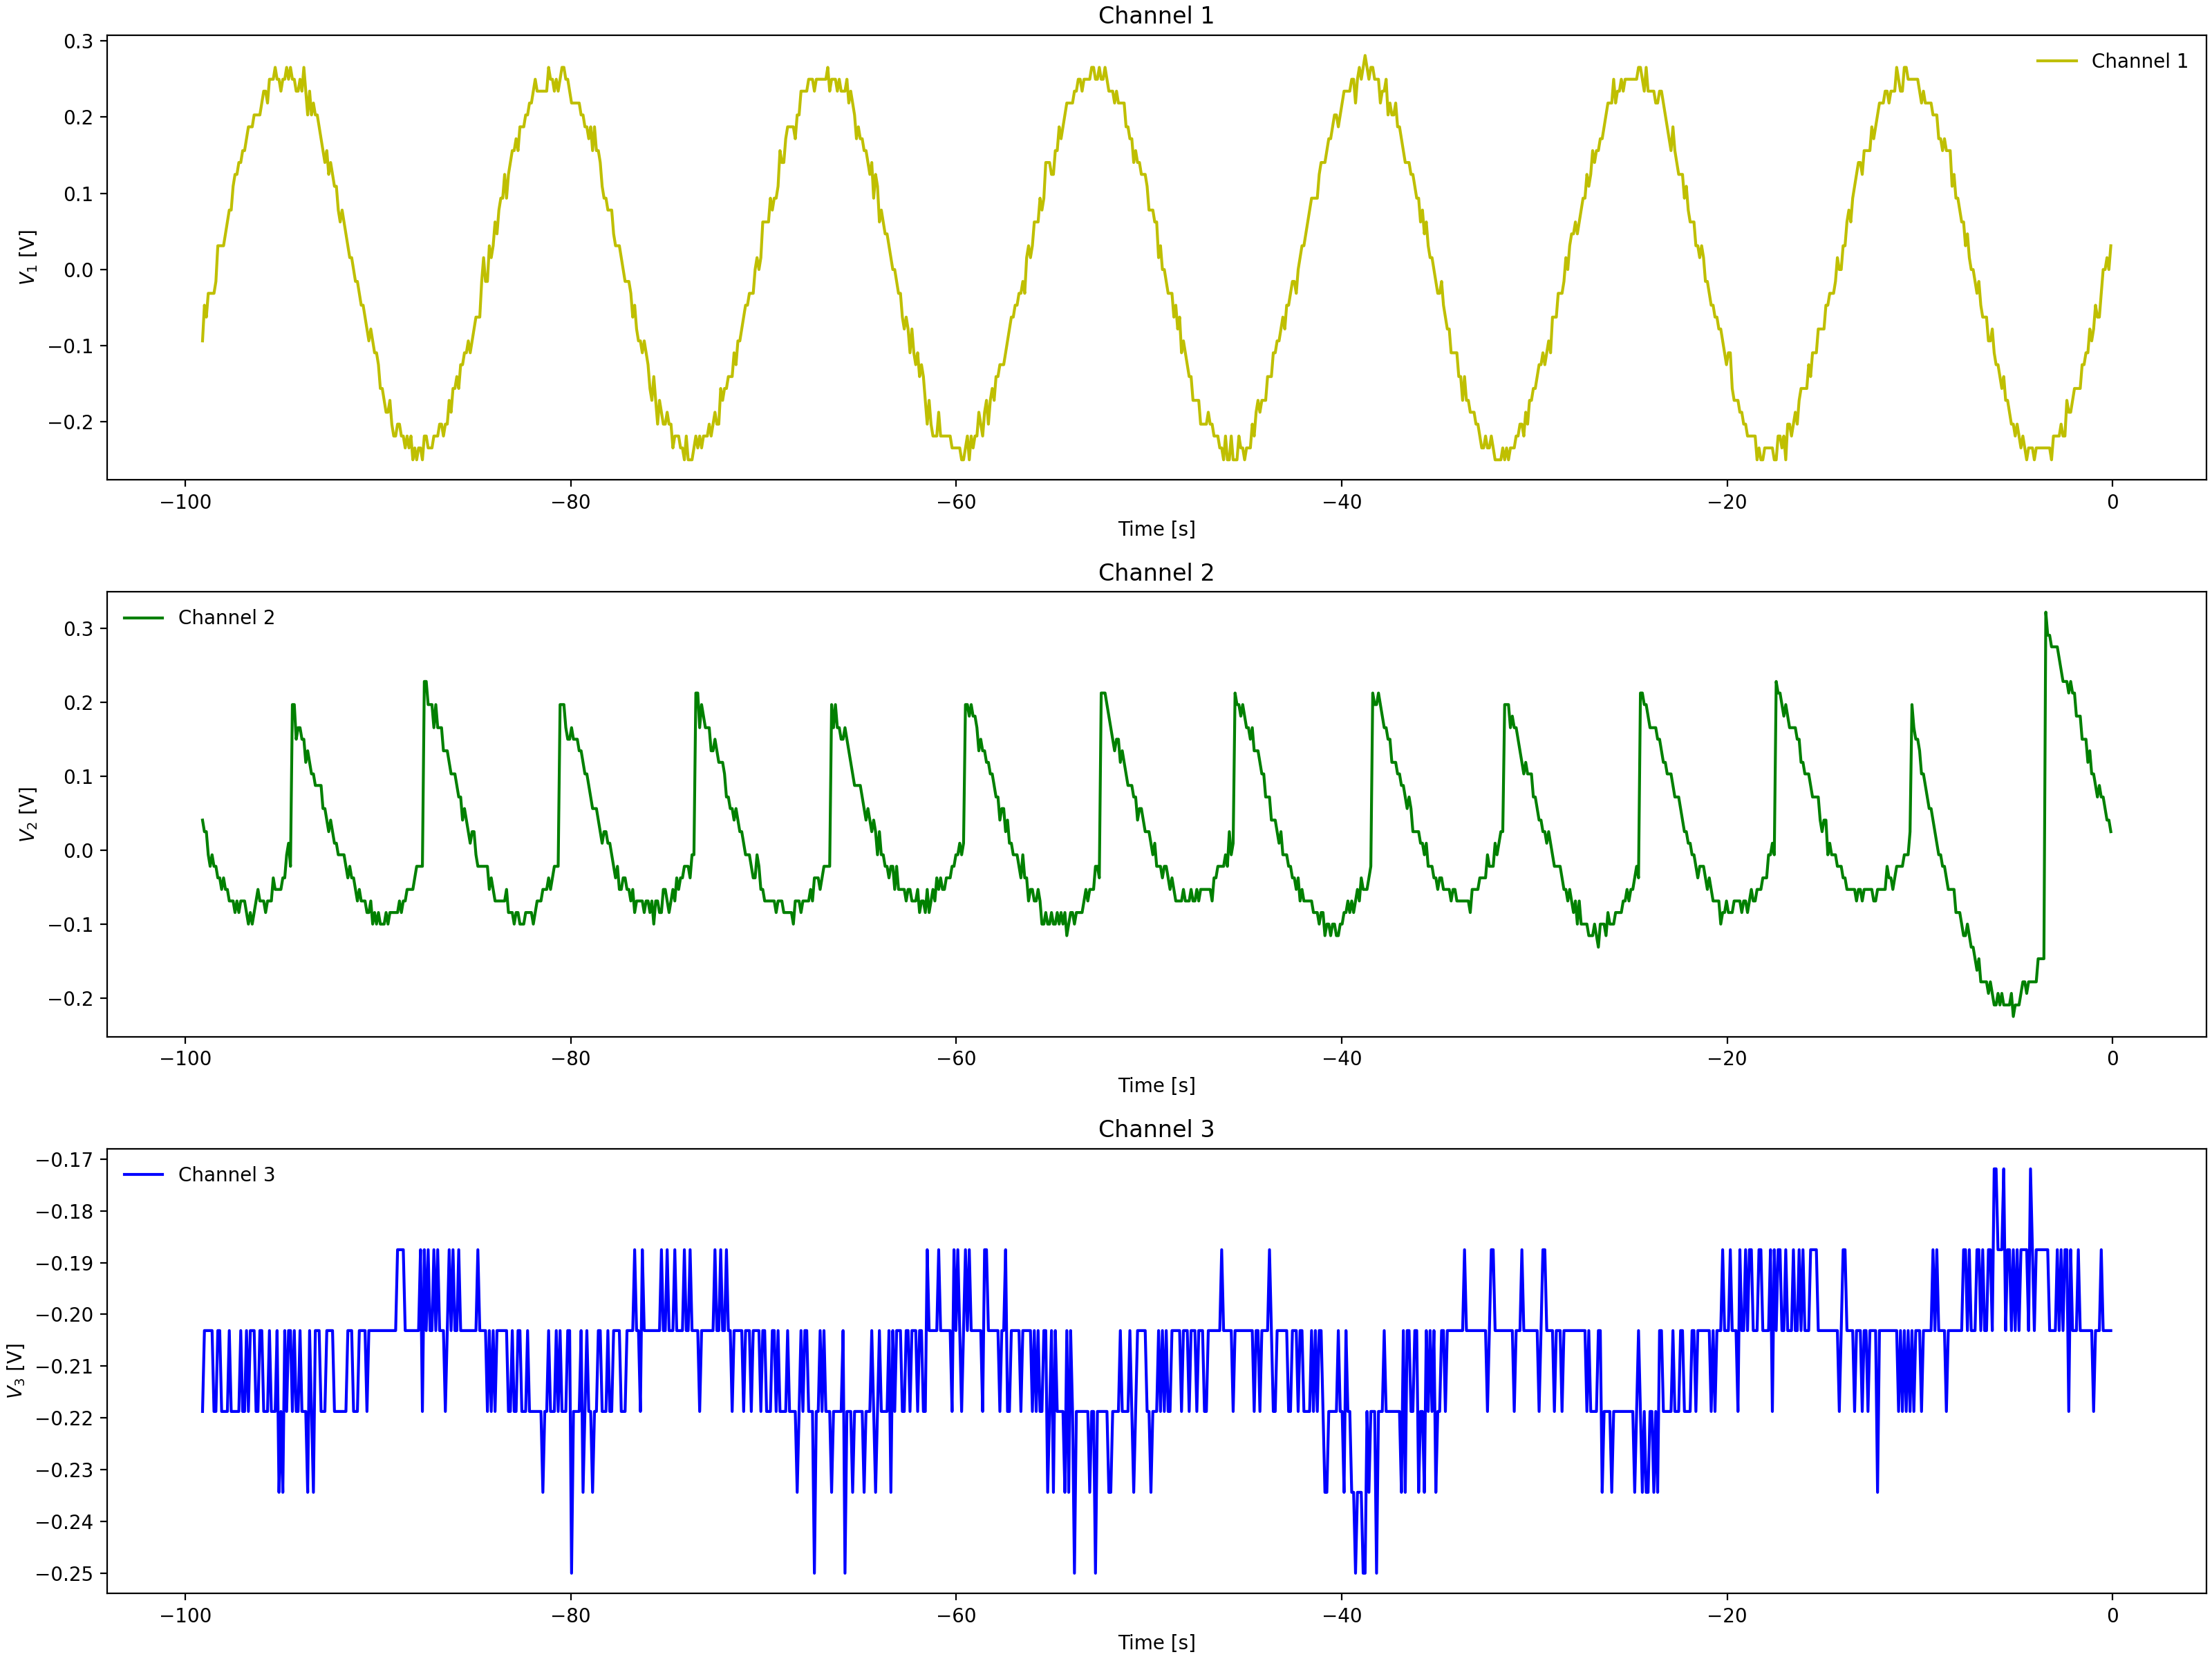 Channel 1
0.3
0.2
0.1
0.0
−0.1
−0.2
V1 [V]
Channel 1
−100 −80 −60 −40 −20 0
Time [s]
Channel 2
0.3
0.2
0.1
0.0
−0.1
−0.2
V2 [V]
Channel 2
−100 −80 −60 −40 −20 0
Time [s]
Channel 3
−0.17
−0.18
−0.19
−0.20
−0.21
−0.22
−0.23
−0.24
−0.25
V3 [V]
Channel 3
−100 −80 −60 −40 −20 0
Time [s]